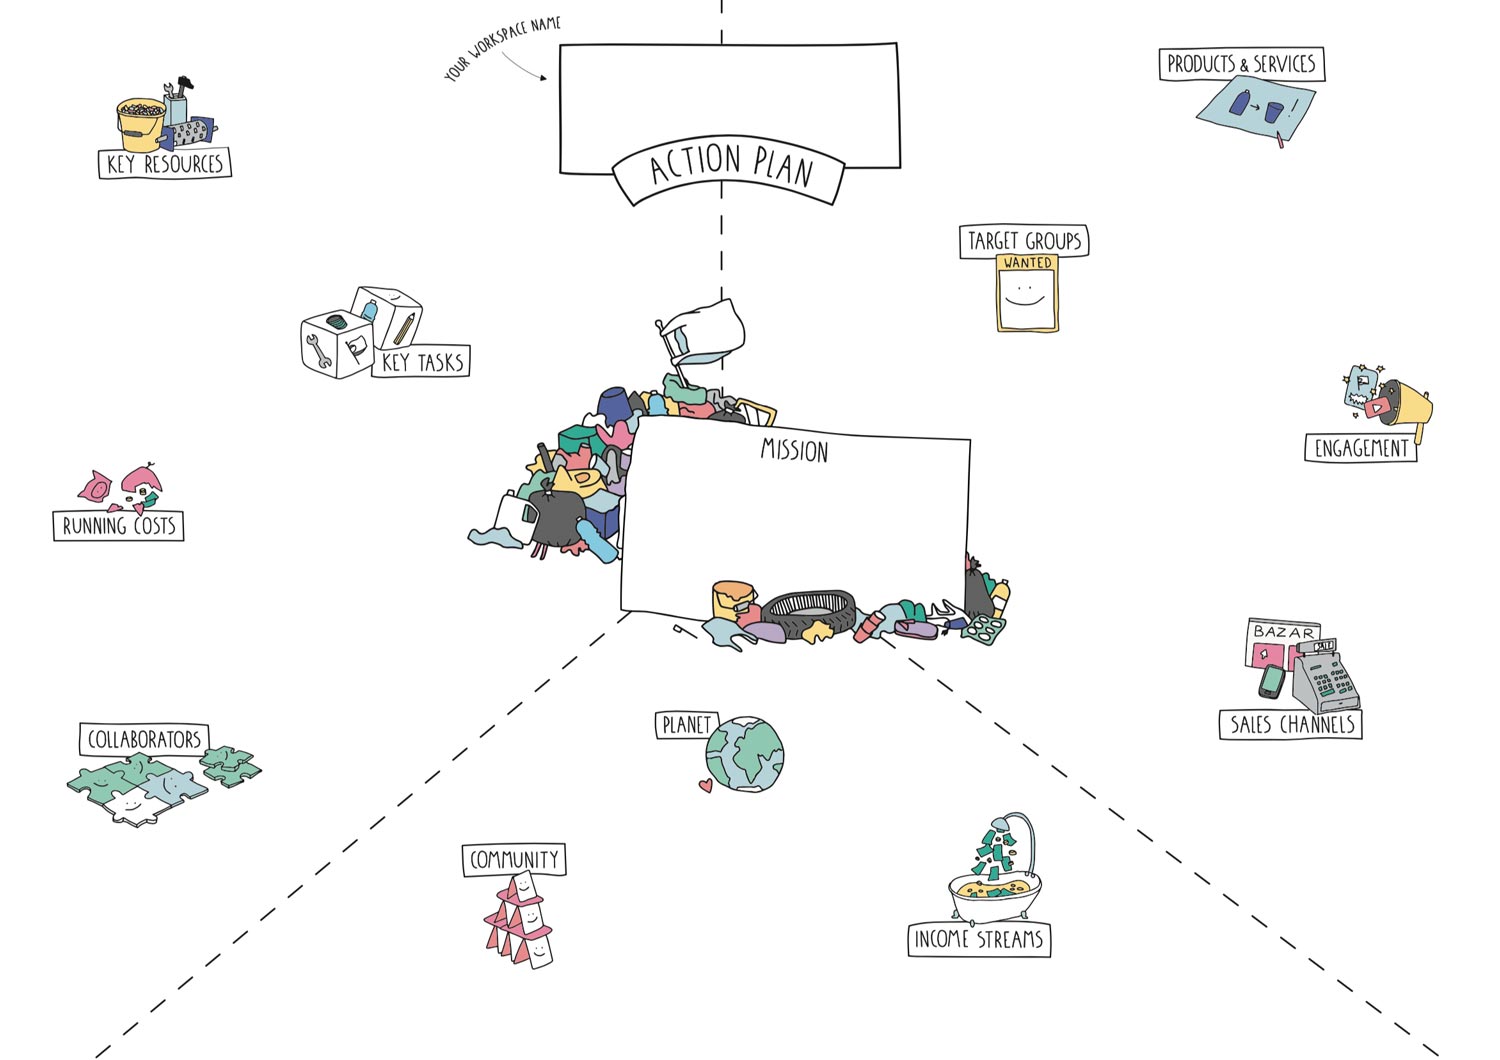 YOUR WORKSPACE NAME
ACTION PLAN
KEY RESOURCES
PRODUCTS & SERVICES
TARGET GROUPS
WANTED
KEY TASKS
ENGAGEMENT
MISSION
RUNNING COSTS
BAZAR
SALE
SALES CHANNELS
COLLABORATORS
PLANET
COMMUNITY
INCOME STREAMS